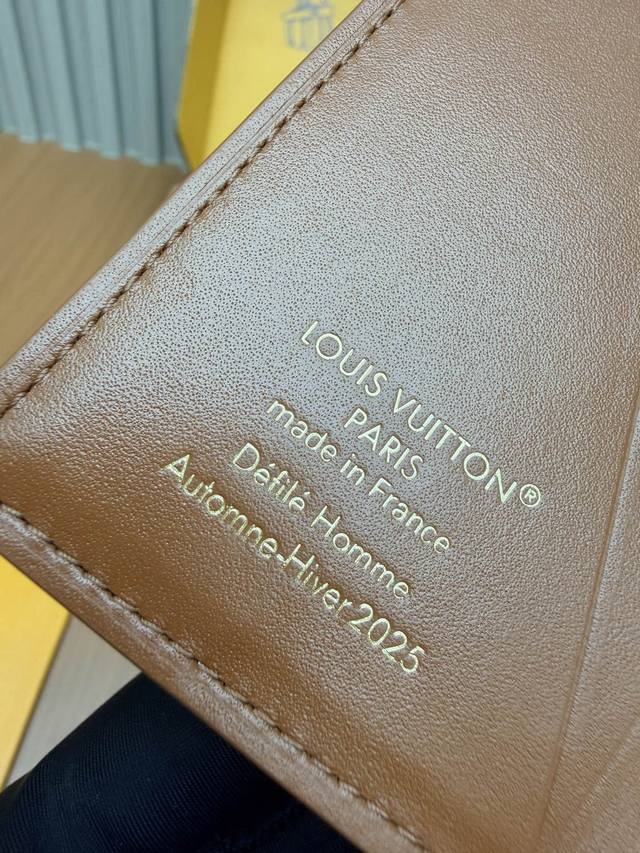 LOUIS VUITTON®
PARIS
made in France
Défilé Homme
Automne-Hiver 2025